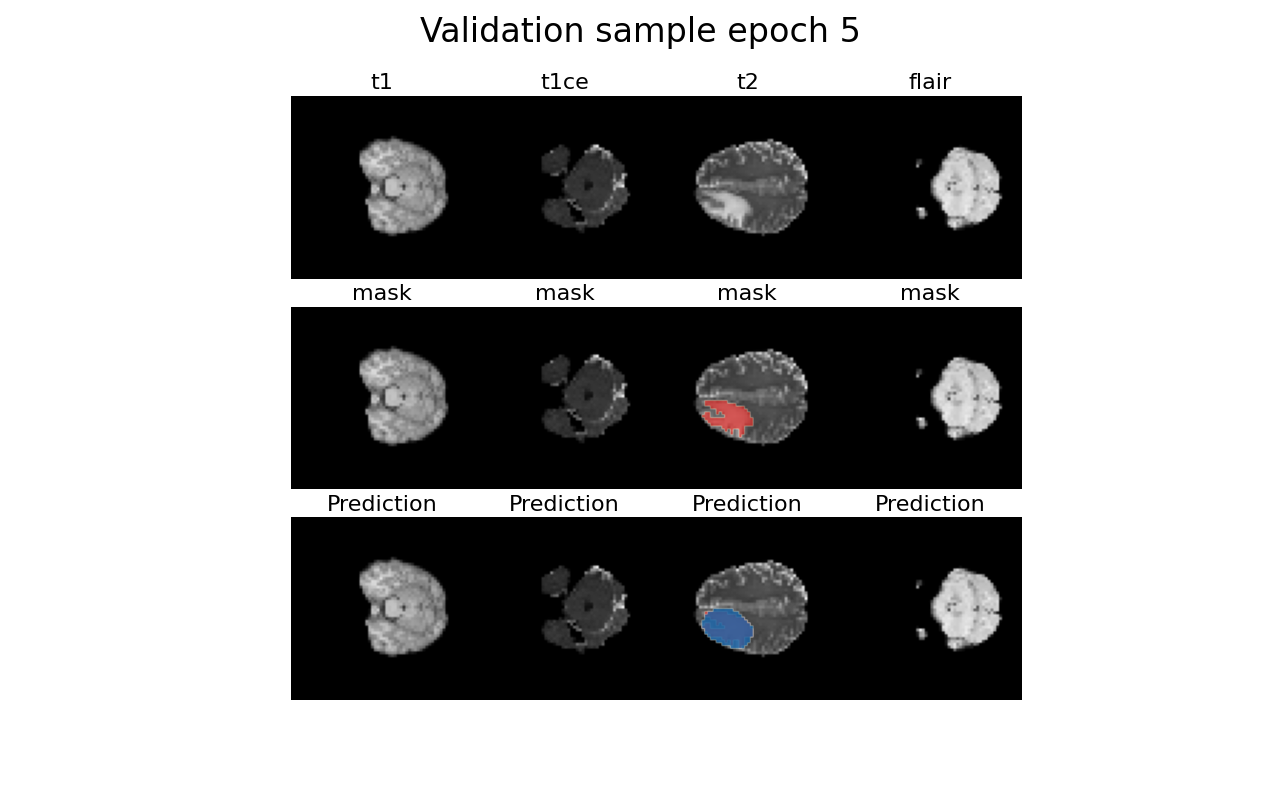 Validation sample epoch 5
t1 t1ce t2 flair
mask mask mask mask
Prediction Prediction Prediction Prediction